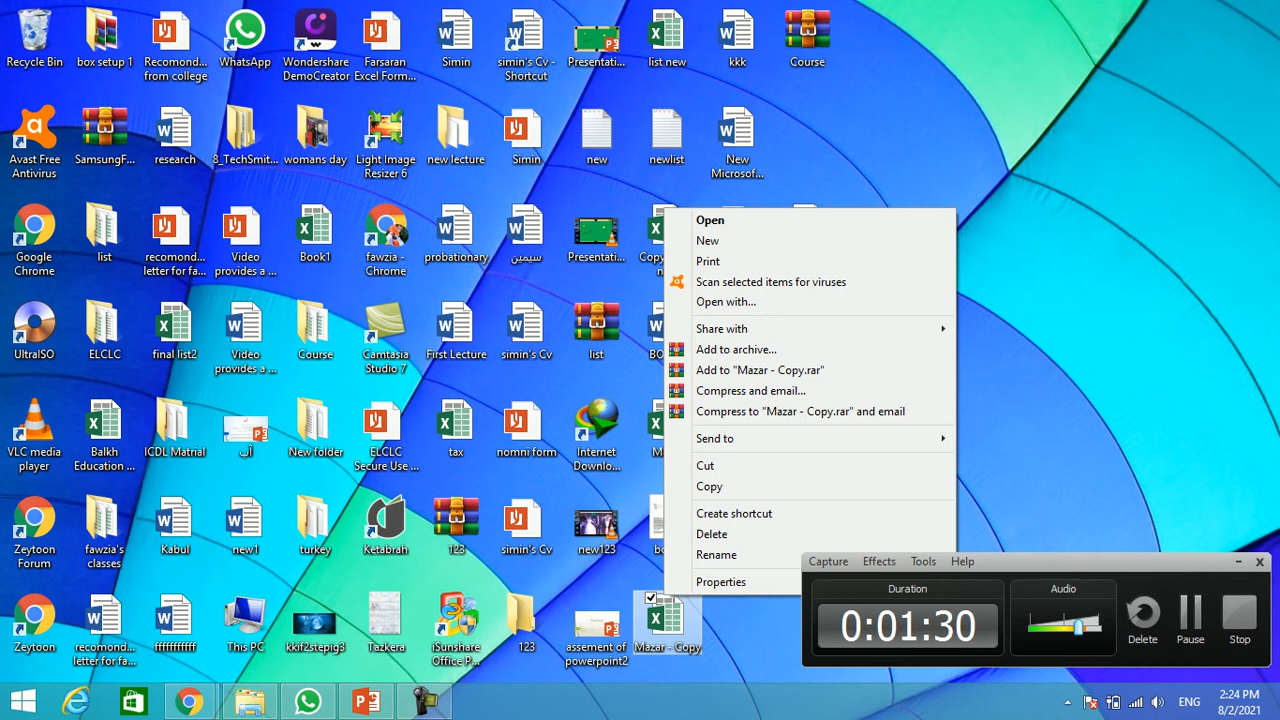 Recycle Bin
box setup 1
Recomond...
from college
WhatsApp
Wondershare
DemoCreator
Farsaran
Excel Form...
Simin
simin's Cv -
Shortcut
Presentati...
list new
kkk
Course
Avast Free
Antivirus
SamsungF...
research
8_TechSmit...
womans day
Light Image
Resizer 6
new lecture
Simin
new
newlist
New
Microsof...
Google
Chrome
list
recomond...
letter for fa...
Video
provides a ...
Book1
fawzia -
Chrome
probationary
سیمین
Presentati...
Copy
UltraISO
ELCLC
final list2
Video
provides a ...
Course
Camtasia
Studio 7
First Lecture
simin's Cv
list
BO
VLC media
player
Balkh
Education ...
ICDL Matrial
آب
New folder
ELCLC
Secure Use ...
tax
nomni form
Internet
Downlo...
Zeytoon
Forum
fawzia's
classes
Kabul
new1
turkey
Ketabrah
123
simin's Cv
new123
Zeytoon
recomond...
letter for fa...
fffffffffff
This PC
kkif2stepig3
Tazkera
iSunshare
Office P...
123
assement of
powerpoint2
Mazar - Copy
Open
New
Print
Scan selected items for viruses
Open with...
Share with
Add to archive...
Add to "Mazar - Copy.rar"
Compress and email...
Compress to "Mazar - Copy.rar" and email
Send to
Cut
Copy
Create shortcut
Delete
Rename
Properties
Capture Effects Tools Help
Duration
0:01:30
Audio
Delete Pause Stop
ENG
2:24 PM
8/2/2021